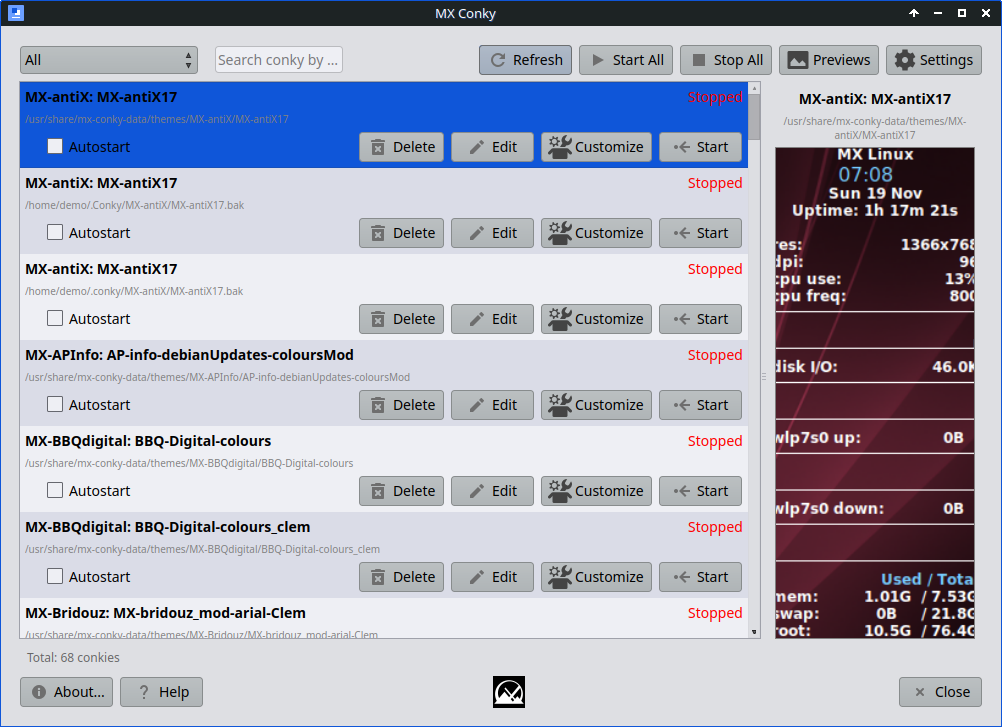 MX Conky
All
Search conky by ...
Refresh
Start All
Stop All
Previews
Settings
MX-antiX: MX-antiX17
Stopped
/usr/share/mx-conky-data/themes/MX-antiX/MX-antiX17
Autostart
Delete
Edit
Customize
Start
MX-antiX: MX-antiX17
Stopped
/home/demo/.Conky/MX-antiX/MX-antiX17.bak
Autostart
Delete
Edit
Customize
Start
MX-antiX: MX-antiX17
Stopped
/home/demo/.conky/MX-antiX/MX-antiX17.bak
Autostart
Delete
Edit
Customize
Start
MX-APInfo: AP-info-debianUpdates-coloursMod
Stopped
/usr/share/mx-conky-data/themes/MX-APInfo/AP-info-debianUpdates-coloursMod
Autostart
Delete
Edit
Customize
Start
MX-BBQdigital: BBQ-Digital-colours
Stopped
/usr/share/mx-conky-data/themes/MX-BBQdigital/BBQ-Digital-colours
Autostart
Delete
Edit
Customize
Start
MX-BBQdigital: BBQ-Digital-colours_clem
Stopped
/usr/share/mx-conky-data/themes/MX-BBQdigital/BBQ-Digital-colours_clem
Autostart
Delete
Edit
Customize
Start
MX-Bridouz: MX-bridouz_mod-arial-Clem
Stopped
/usr/share/mx-conky-data/themes/MX-Bridouz/MX-bridouz_mod-arial-Clem
MX-antiX: MX-antiX17
/usr/share/mx-conky-data/themes/MX-
antiX/MX-antiX17
MX Linux
07:08
Sun 19 Nov
Uptime: 1h 17m 21s
res: 1366x768
dpi: 96
cpu use: 13%
cpu freq: 800
disk I/O: 46.0K
wlp7s0 up: 0B
wlp7s0 down: 0B
Used / Tota
mem: 1.01G / 7.53G
swap: 0B / 21.8G
root: 10.5G / 76.4G
Total: 68 conkies
About...
Help
Close